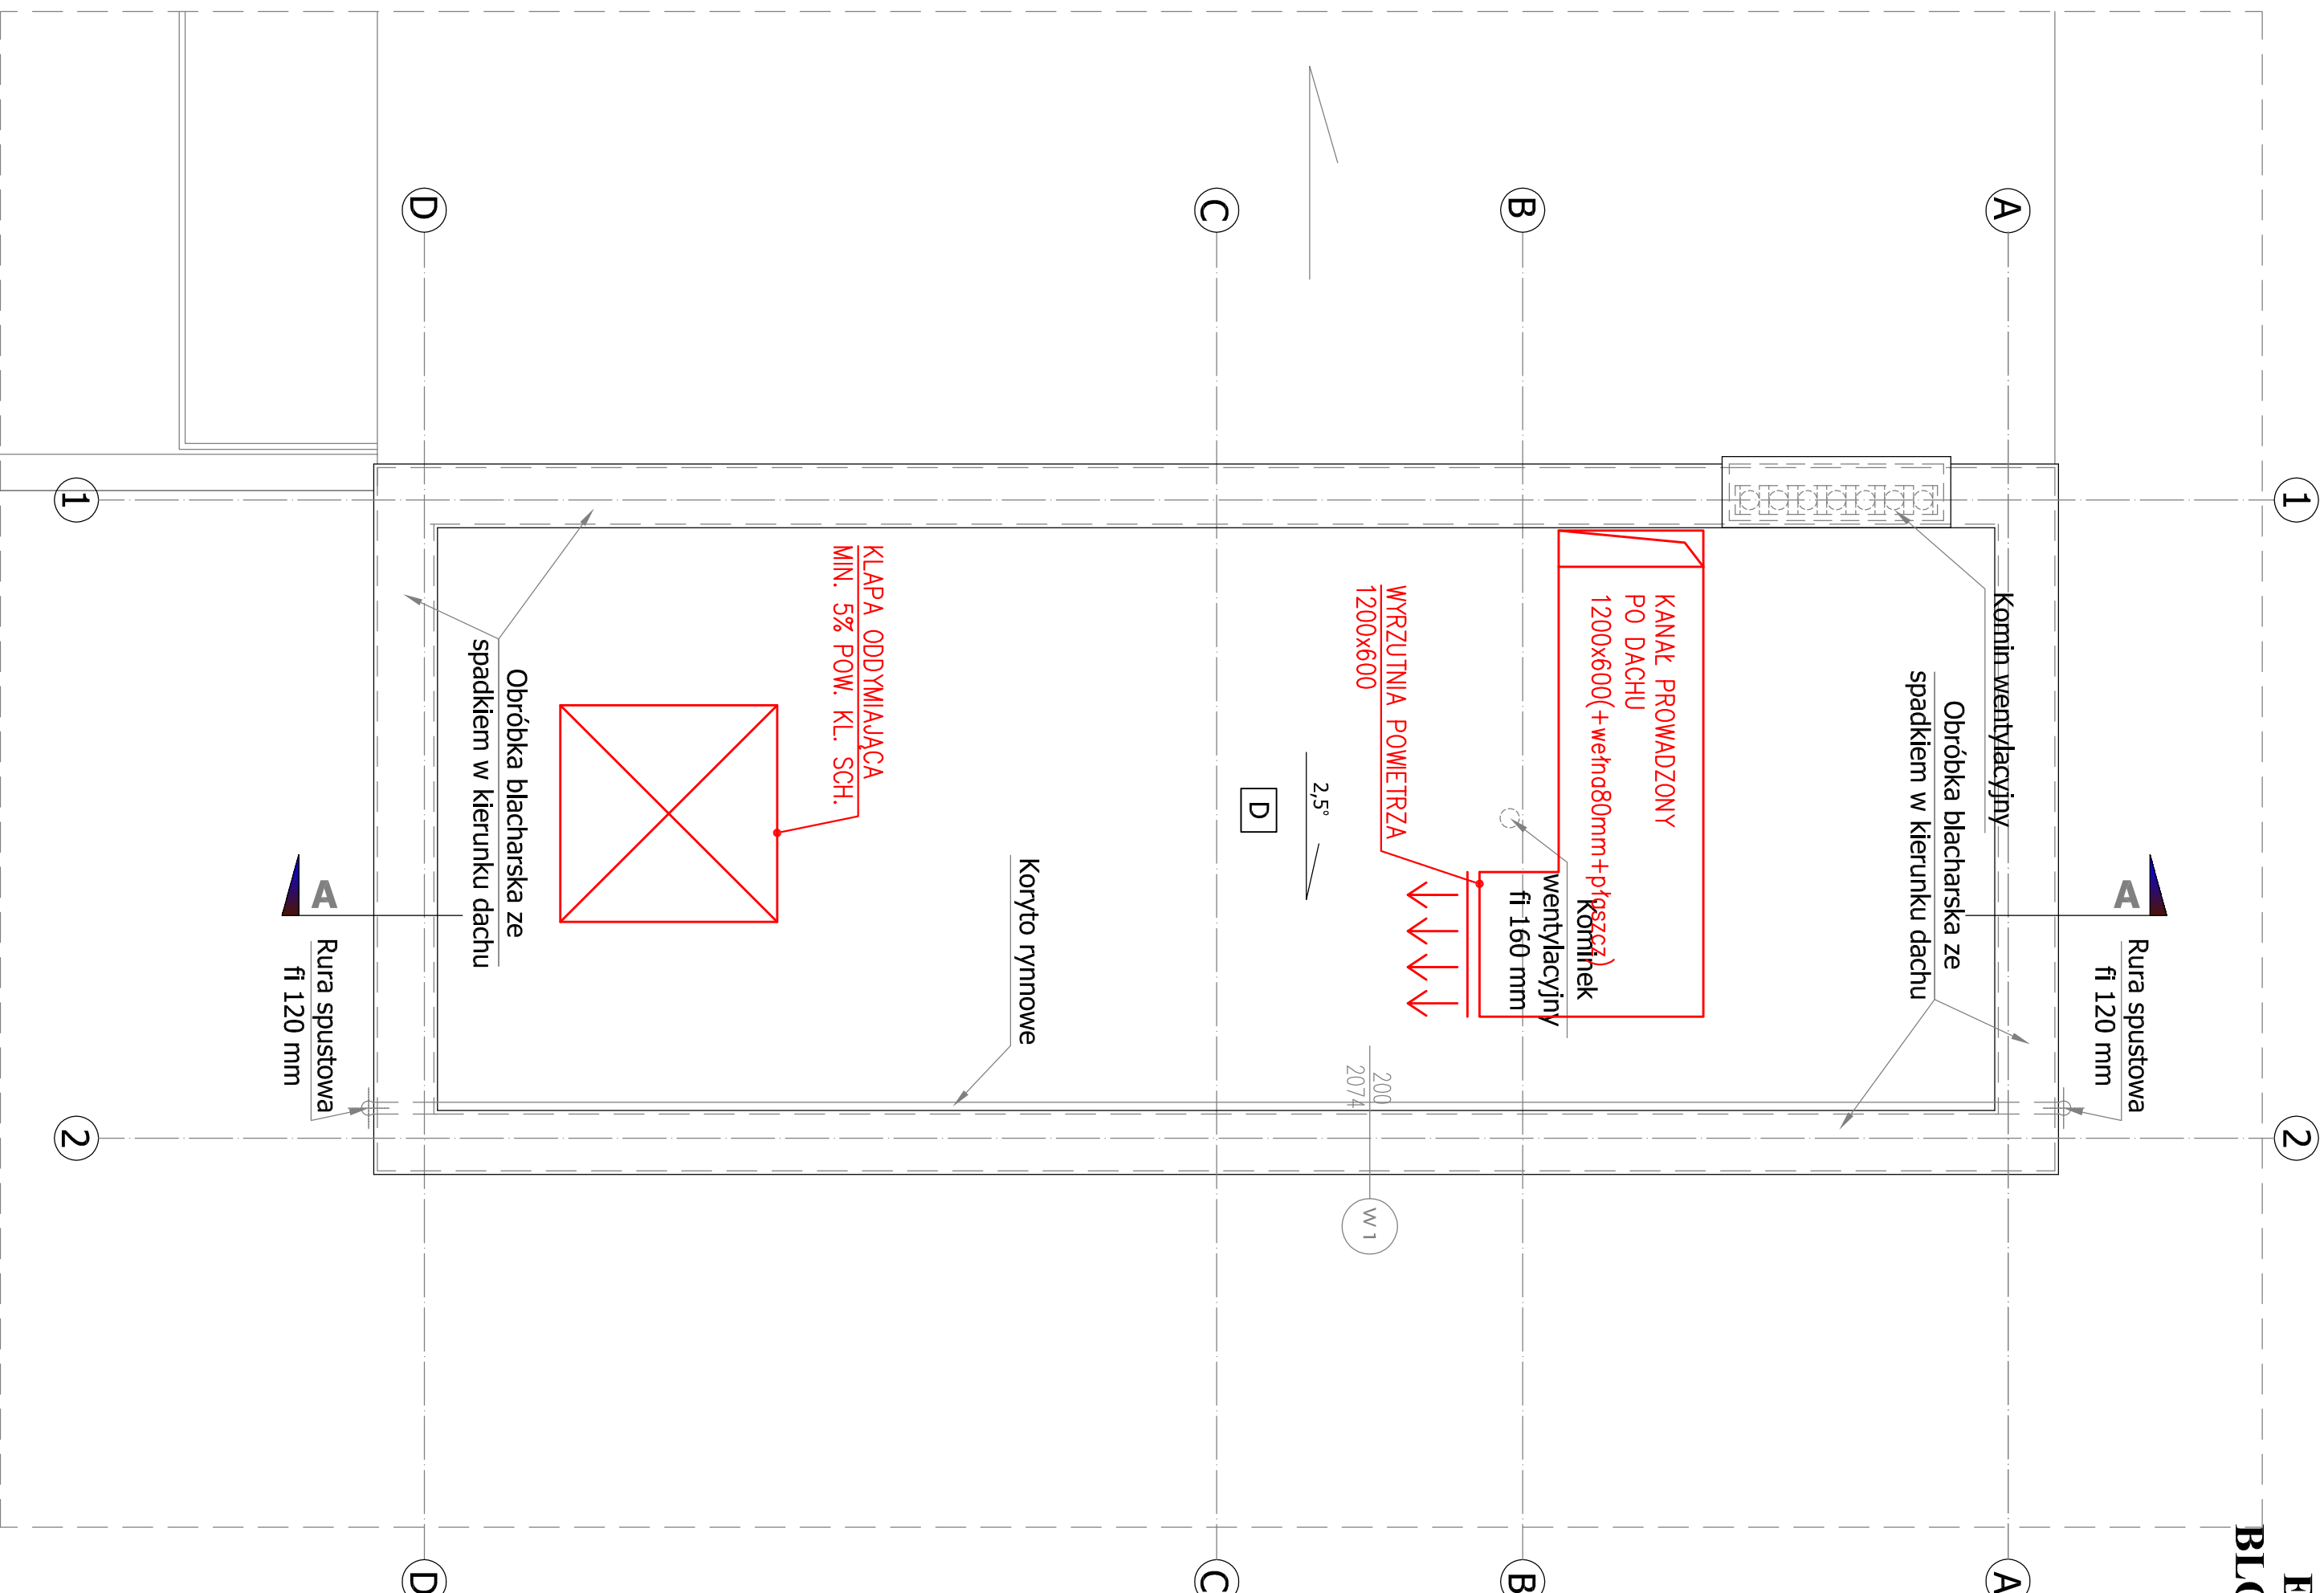 D
C
B
A
1
1
Komin wentylacyjny
Obróbka blacharska ze
spadkiem w kierunku dachu
KANAŁ PROWADZONY
PO DACHU
1200x600(+wełna80mm+płaszcz)
WYRZUTNIA POWIETRZA
1200x600
KLAPA ODDYMIAJĄCA
MIN. 5% POW. KL. SCH.
Obróbka blacharska ze
spadkiem w kierunku dachu
2,5°
D
Kominek
wentylacyjny
fi 160 mm
Koryto rynnowe
A
A
Rura spustowa
fi 120 mm
Rura spustowa
fi 120 mm
200
2074
W 1
2
2
D
C
B
A
BL